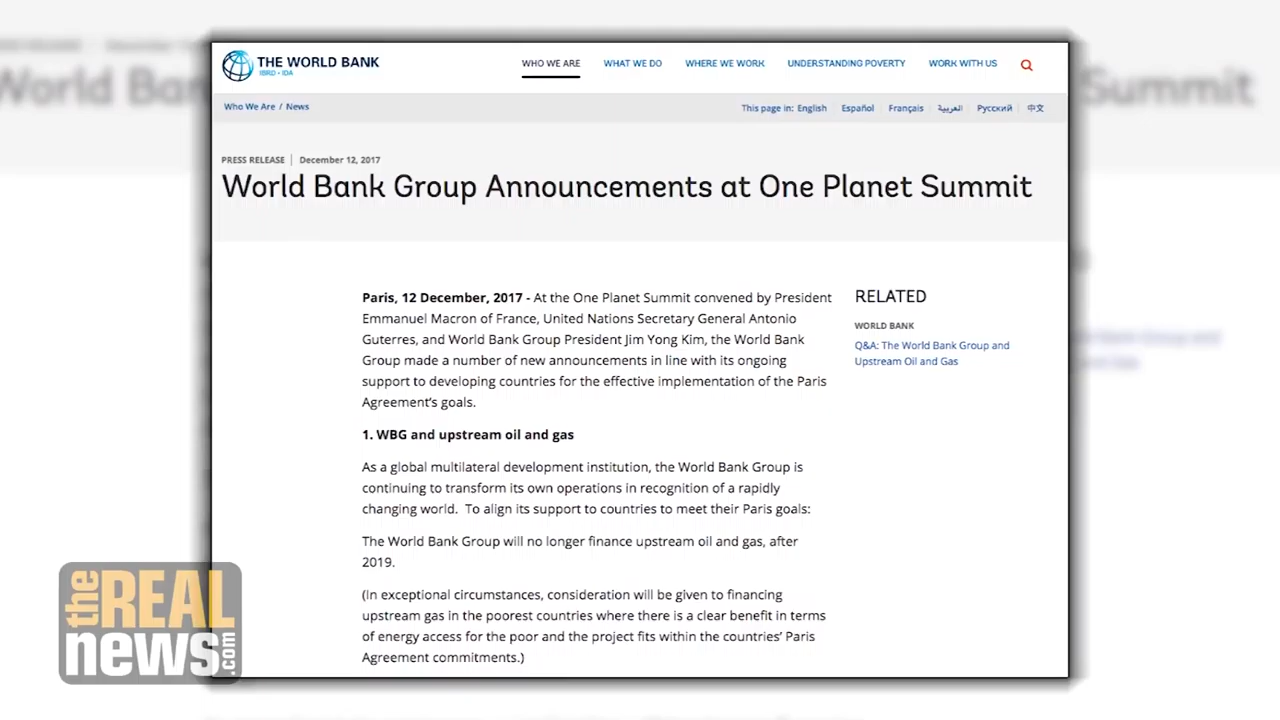 THE WORLD BANK
IBRD • IDA
WHO WE ARE
WHAT WE DO
WHERE WE WORK
UNDERSTANDING POVERTY
WORK WITH US
Who We Are / News
This page in: English Español Français العربية Русский 中文
PRESS RELEASE | December 12, 2017
World Bank Group Announcements at One Planet Summit
Paris, 12 December, 2017 - At the One Planet Summit convened by President
Emmanuel Macron of France, United Nations Secretary General Antonio
Guterres, and World Bank Group President Jim Yong Kim, the World Bank
Group made a number of new announcements in line with its ongoing
support to developing countries for the effective implementation of the Paris
Agreement's goals.
1. WBG and upstream oil and gas
As a global multilateral development institution, the World Bank Group is
continuing to transform its own operations in recognition of a rapidly
changing world. To align its support to countries to meet their Paris goals:
The World Bank Group will no longer finance upstream oil and gas, after
2019.
(In exceptional circumstances, consideration will be given to financing
upstream gas in the poorest countries where there is a clear benefit in terms
of energy access for the poor and the project fits within the countries' Paris
Agreement commitments.)
RELATED
WORLD BANK
Q&A: The World Bank Group and
Upstream Oil and Gas
the REAL
news.com
World Ban
Summit